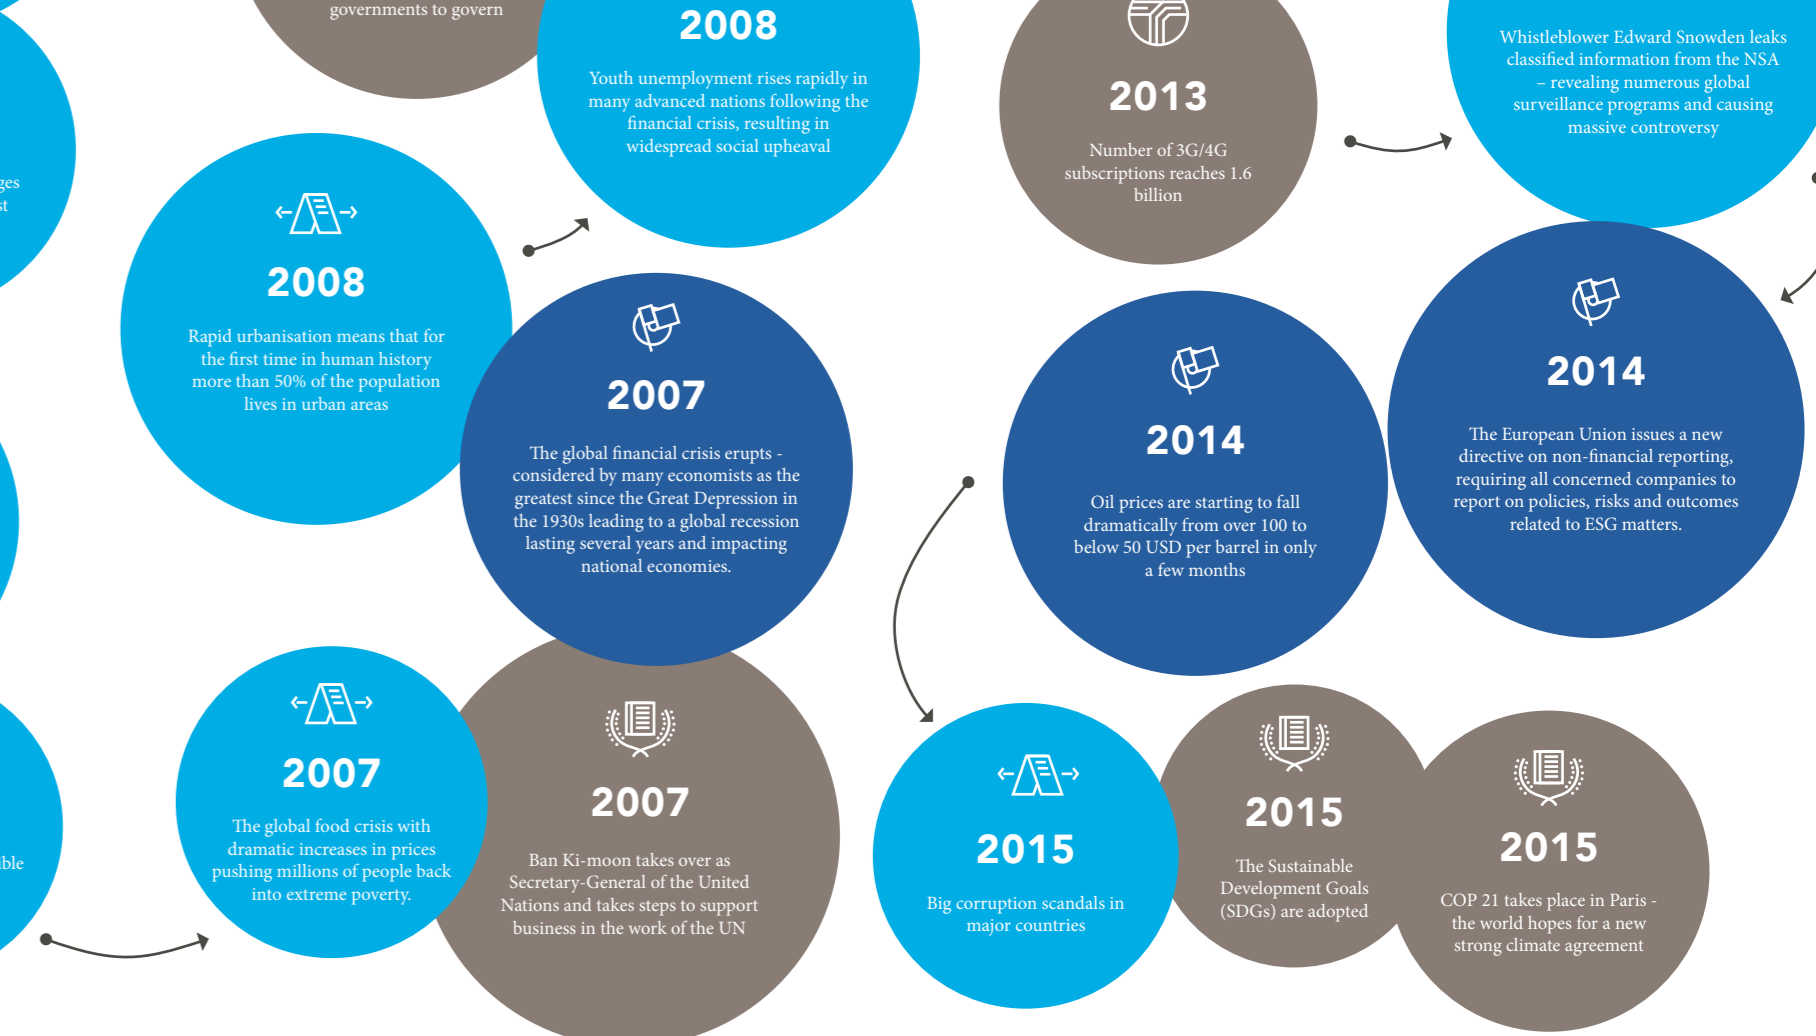 governments to govern
2008
Youth unemployment rises rapidly in
many advanced nations following the
financial crisis, resulting in
widespread social upheaval
2013
Number of 3G/4G
subscriptions reaches 1.6
billion
Whistleblower Edward Snowden leaks
classified information from the NSA
– revealing numerous global
surveillance programs and causing
massive controversy
2008
Rapid urbanisation means that for
the first time in human history
more than 50% of the population
lives in urban areas
2007
The global financial crisis erupts -
considered by many economists as the
greatest since the Great Depression in
the 1930s leading to a global recession
lasting several years and impacting
national economies.
2014
Oil prices are starting to fall
dramatically from over 100 to
below 50 USD per barrel in only
a few months
2014
The European Union issues a new
directive on non-financial reporting,
requiring all concerned companies to
report on policies, risks and outcomes
related to ESG matters.
2007
The global food crisis with
dramatic increases in prices
pushing millions of people back
into extreme poverty.
2007
Ban Ki-moon takes over as
Secretary-General of the United
Nations and takes steps to support
business in the work of the UN
2015
Big corruption scandals in
major countries
2015
The Sustainable
Development Goals
(SDGs) are adopted
2015
COP 21 takes place in Paris -
the world hopes for a new
strong climate agreement